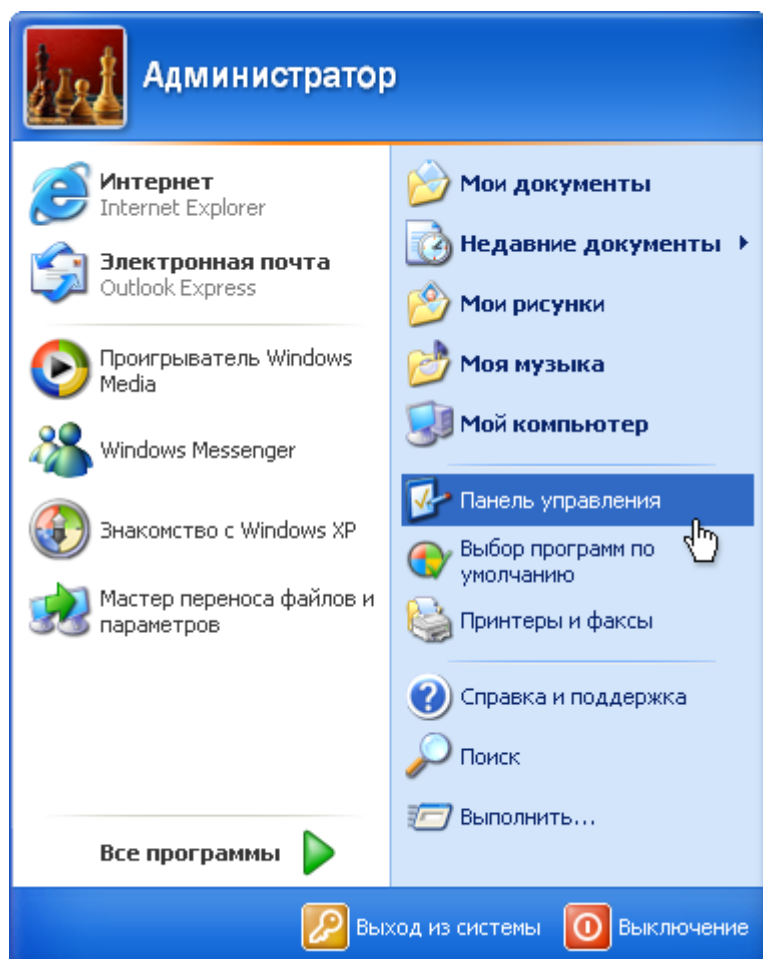 Администратор
Интернет
Internet Explorer
Электронная почта
Outlook Express
Проигрыватель Windows
Media
Windows Messenger
Знакомство с Windows XP
Мастер переноса файлов и
параметров
Все программы
Мои документы
Недавние документы
Мои рисунки
Моя музыка
Мой компьютер
Панель управления
Выбор программ по
умолчанию
Принтеры и факсы
Справка и поддержка
Поиск
Выполнить...
Выход из системы
Выключение